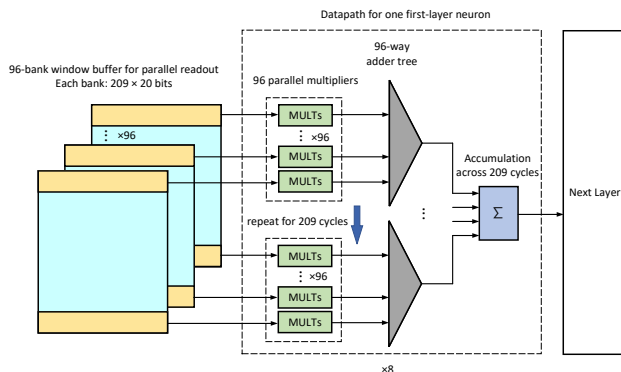 Datapath for one first-layer neuron
96-way
adder tree
96-bank window buffer for parallel readout
Each bank: 209 × 20 bits
96 parallel multipliers
MULTs
⋮ ×96
⋮ ×96
MULTs
MULTs
Accumulation
across 209 cycles
Next Layer
Σ
⋮
repeat for 209 cycles
MULTs
⋮ ×96
MULTs
MULTs
×8